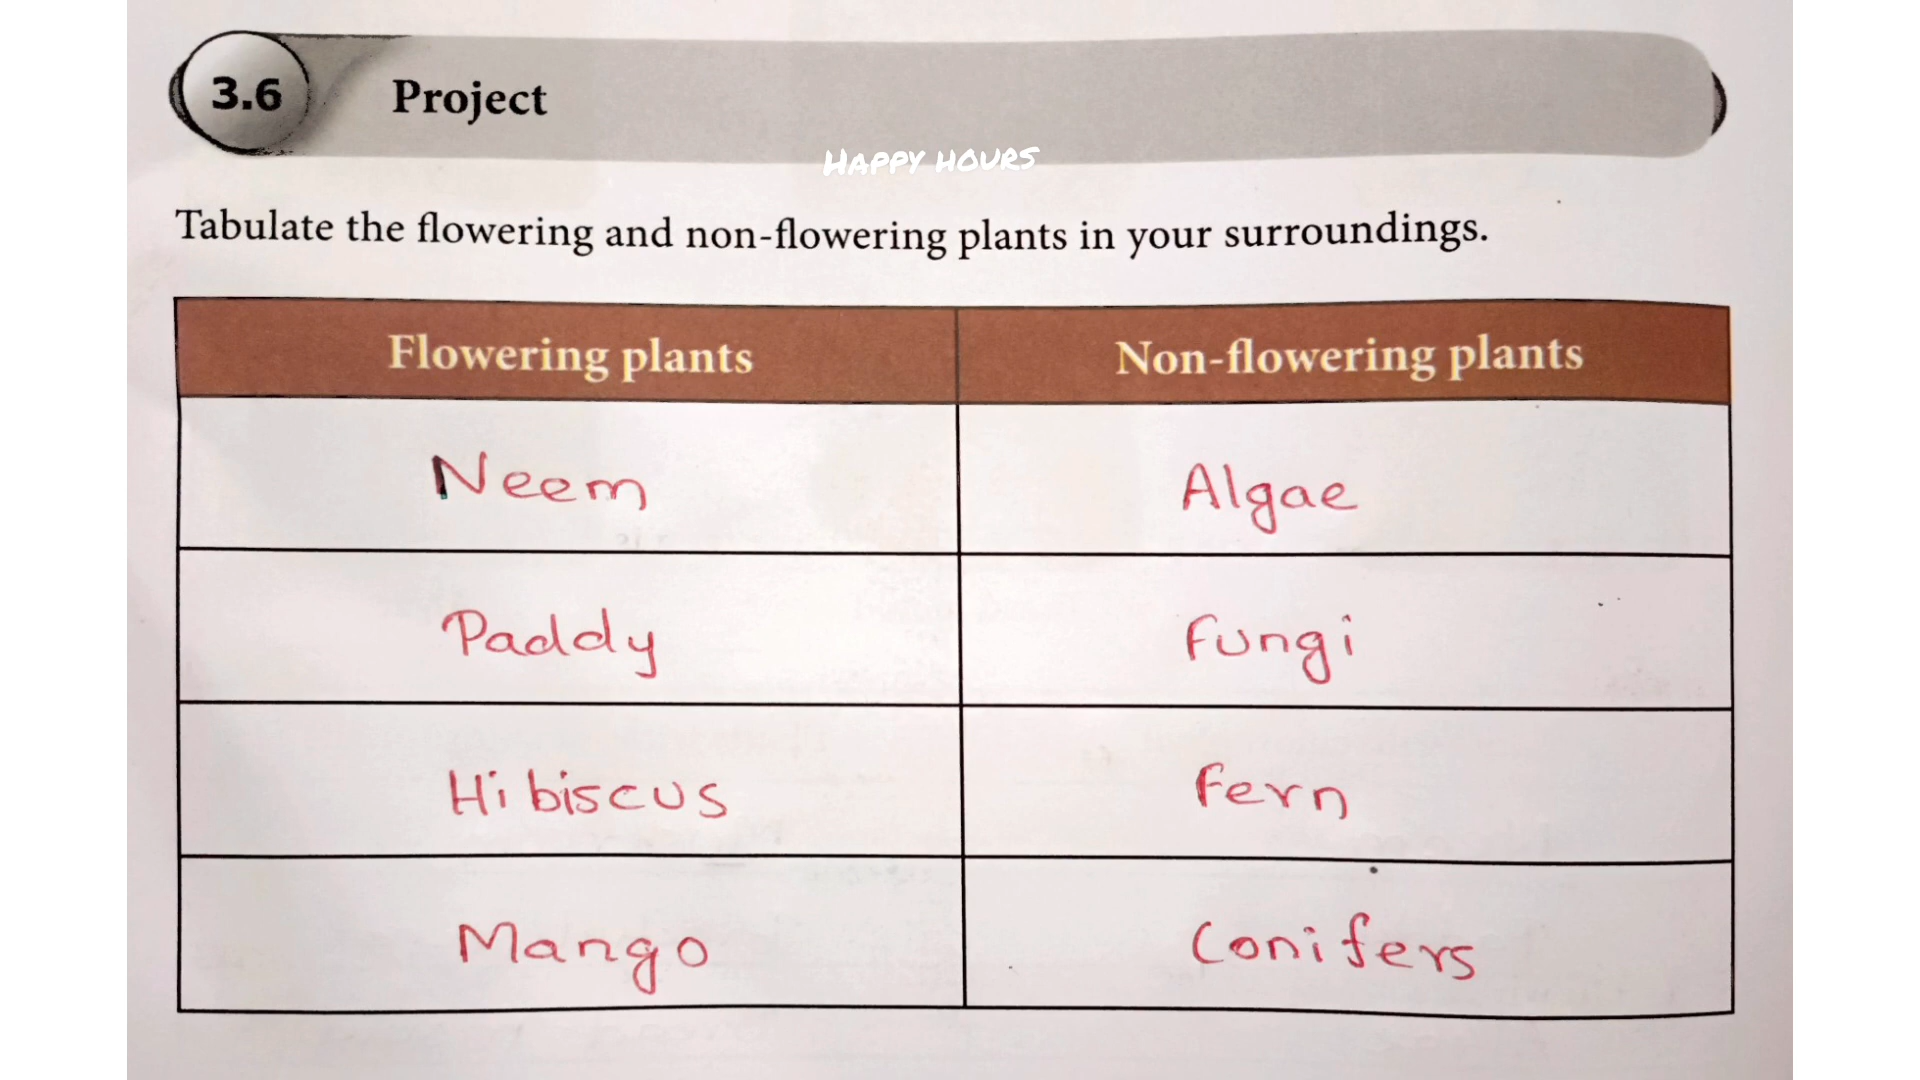 3.6 Project
HAPPY HOURS
Tabulate the flowering and non-flowering plants in your surroundings.
Flowering plants Non-flowering plants
Neem Algae
Paddy Fungi
Hibiscus Fern
Mango Conifers